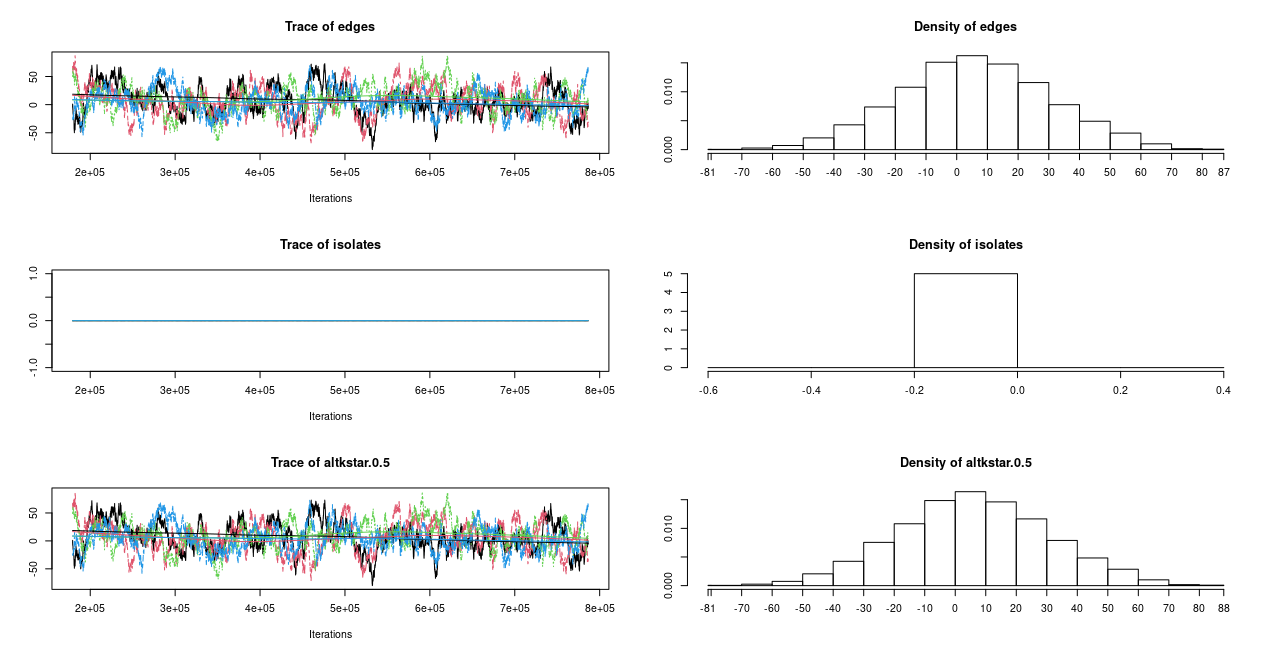 Trace of edges
50
0
-50
2e+05 3e+05 4e+05 5e+05 6e+05 7e+05 8e+05
Iterations
Density of edges
0.010
0.000
-81 -70 -60 -50 -40 -30 -20 -10 0 10 20 30 40 50 60 70 80 87
Trace of isolates
1.0
0.0
-1.0
2e+05 3e+05 4e+05 5e+05 6e+05 7e+05 8e+05
Iterations
Density of isolates
5
4
3
2
1
0
-0.6 -0.4 -0.2 0.0 0.2 0.4
Trace of altkstar.0.5
50
0
-50
2e+05 3e+05 4e+05 5e+05 6e+05 7e+05 8e+05
Iterations
Density of altkstar.0.5
0.010
0.000
-81 -70 -60 -50 -40 -30 -20 -10 0 10 20 30 40 50 60 70 80 88